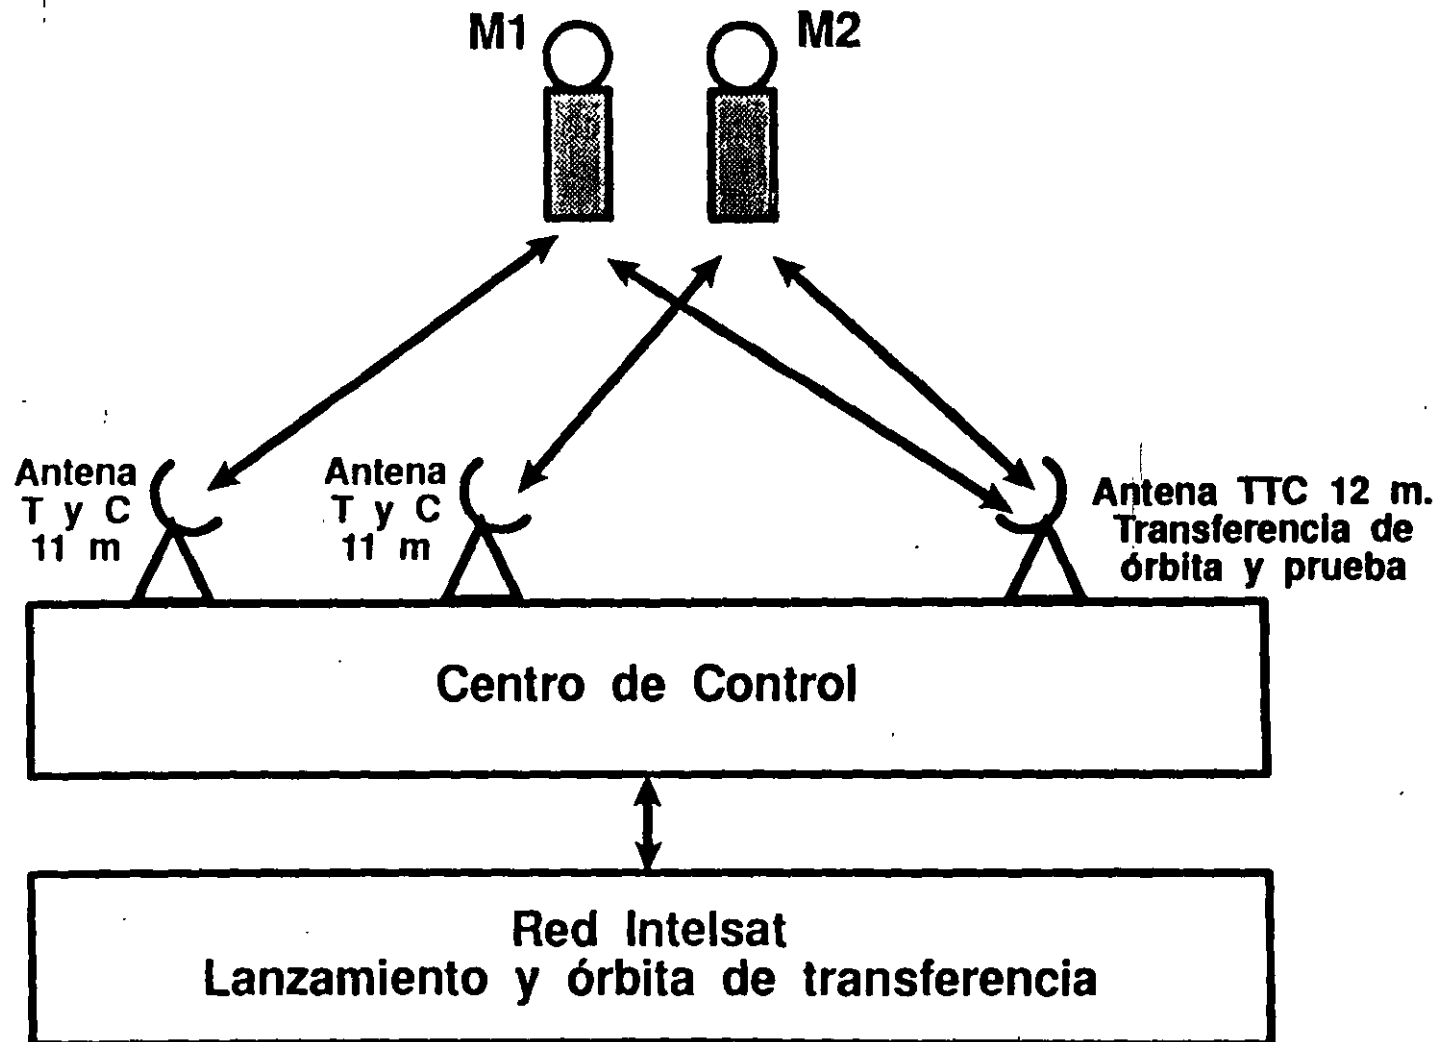 M1
M2
Antena
T y C
11 m
Antena
T y C
11 m
Antena TTC 12 m.
Transferencia de
órbita y prueba
Centro de Control
Red Intelsat
Lanzamiento y órbita de transferencia